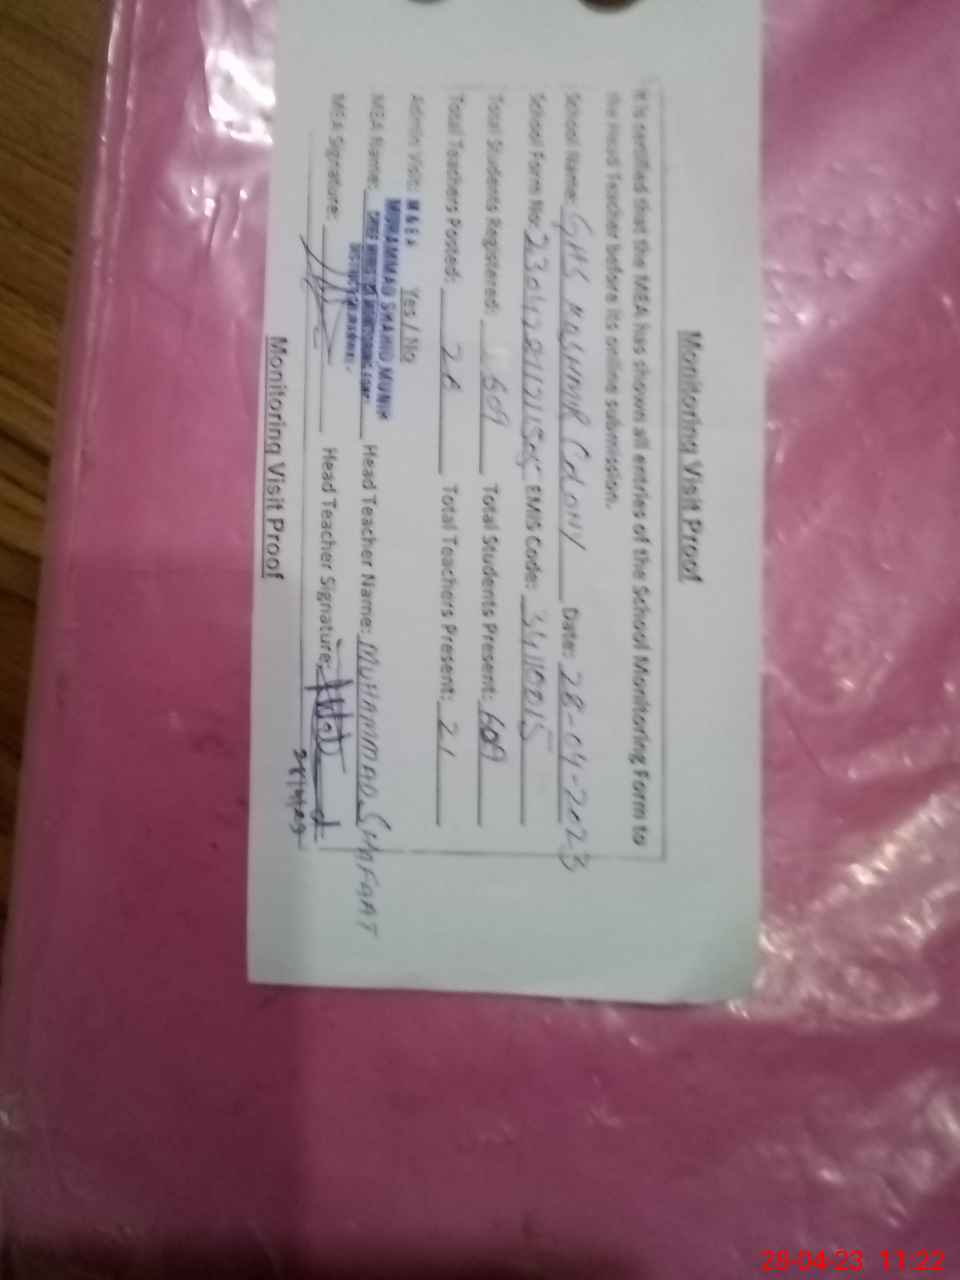 Monitoring Visit Proof
It is certified that the MEA has shown all entries of the School Monitoring Form to
the Head Teacher before its online submission.
School Name: GHS COLONY Date: 28-04-2023
School Form No: EMIS Code: 34110015
Total Students Registered: Total Students Present: 609
Total Teachers Posted: 26 Total Teachers Present: 21
Admin Visit: Yes / No
M & EA
MUHAMMAD SHAHID MUNIR
MEA Name: Head Teacher Name: MUHAMMAD SHAFAAT
MEA Signature: Head Teacher Signature:
Monitoring Visit Proof
28-04-23 11:22